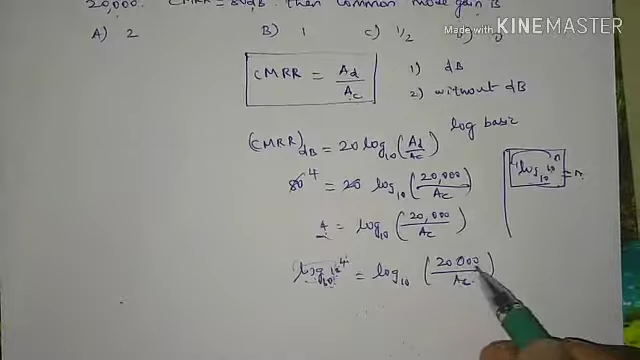 Made with KINEMASTER
20,000. CMRR = 80dB. then common mode gain is
A) 2 B) 1 C) 1/2
CMRR = Ad/Ac
1) dB
2) without dB
log basic
(CMRR)dB = 20 log10 (Ad/Ac)
80 4 = 20 log10 (20,000/Ac)
log10 10^n = n
4 = log10 (20,000/Ac)
log10 10^4 = log10 (20000/Ac)